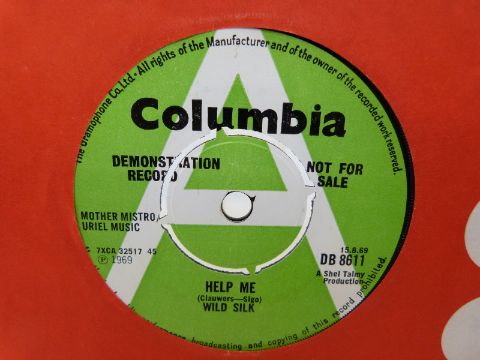 The Gramophone Co. Ltd. · All rights of the Manufacturer and of the owner of the recorded work reserved.
Columbia
DEMONSTRATION
RECORD
NOT FOR
SALE
MOTHER MISTRO/
URIEL MUSIC
7XCA 32517 45
℗ 1969
15.8.69
DB 8611
A Shel Talmy
Production
HELP ME
(Clauwers—Sigo)
WILD SILK
broadcasting and copying of this record prohibited.